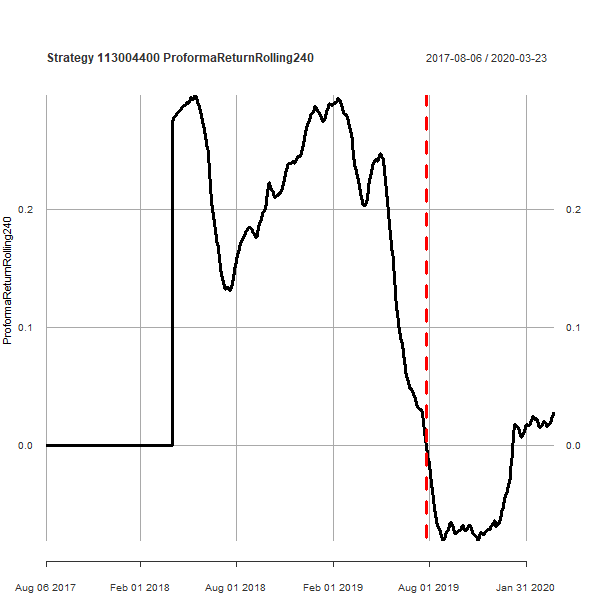 Strategy 113004400 ProformaReturnRolling240
2017-08-06 / 2020-03-23
ProformaReturnRolling240
0.2
0.2
0.1
0.1
0.0
0.0
Aug 06 2017
Feb 01 2018
Aug 01 2018
Feb 01 2019
Aug 01 2019
Jan 31 2020